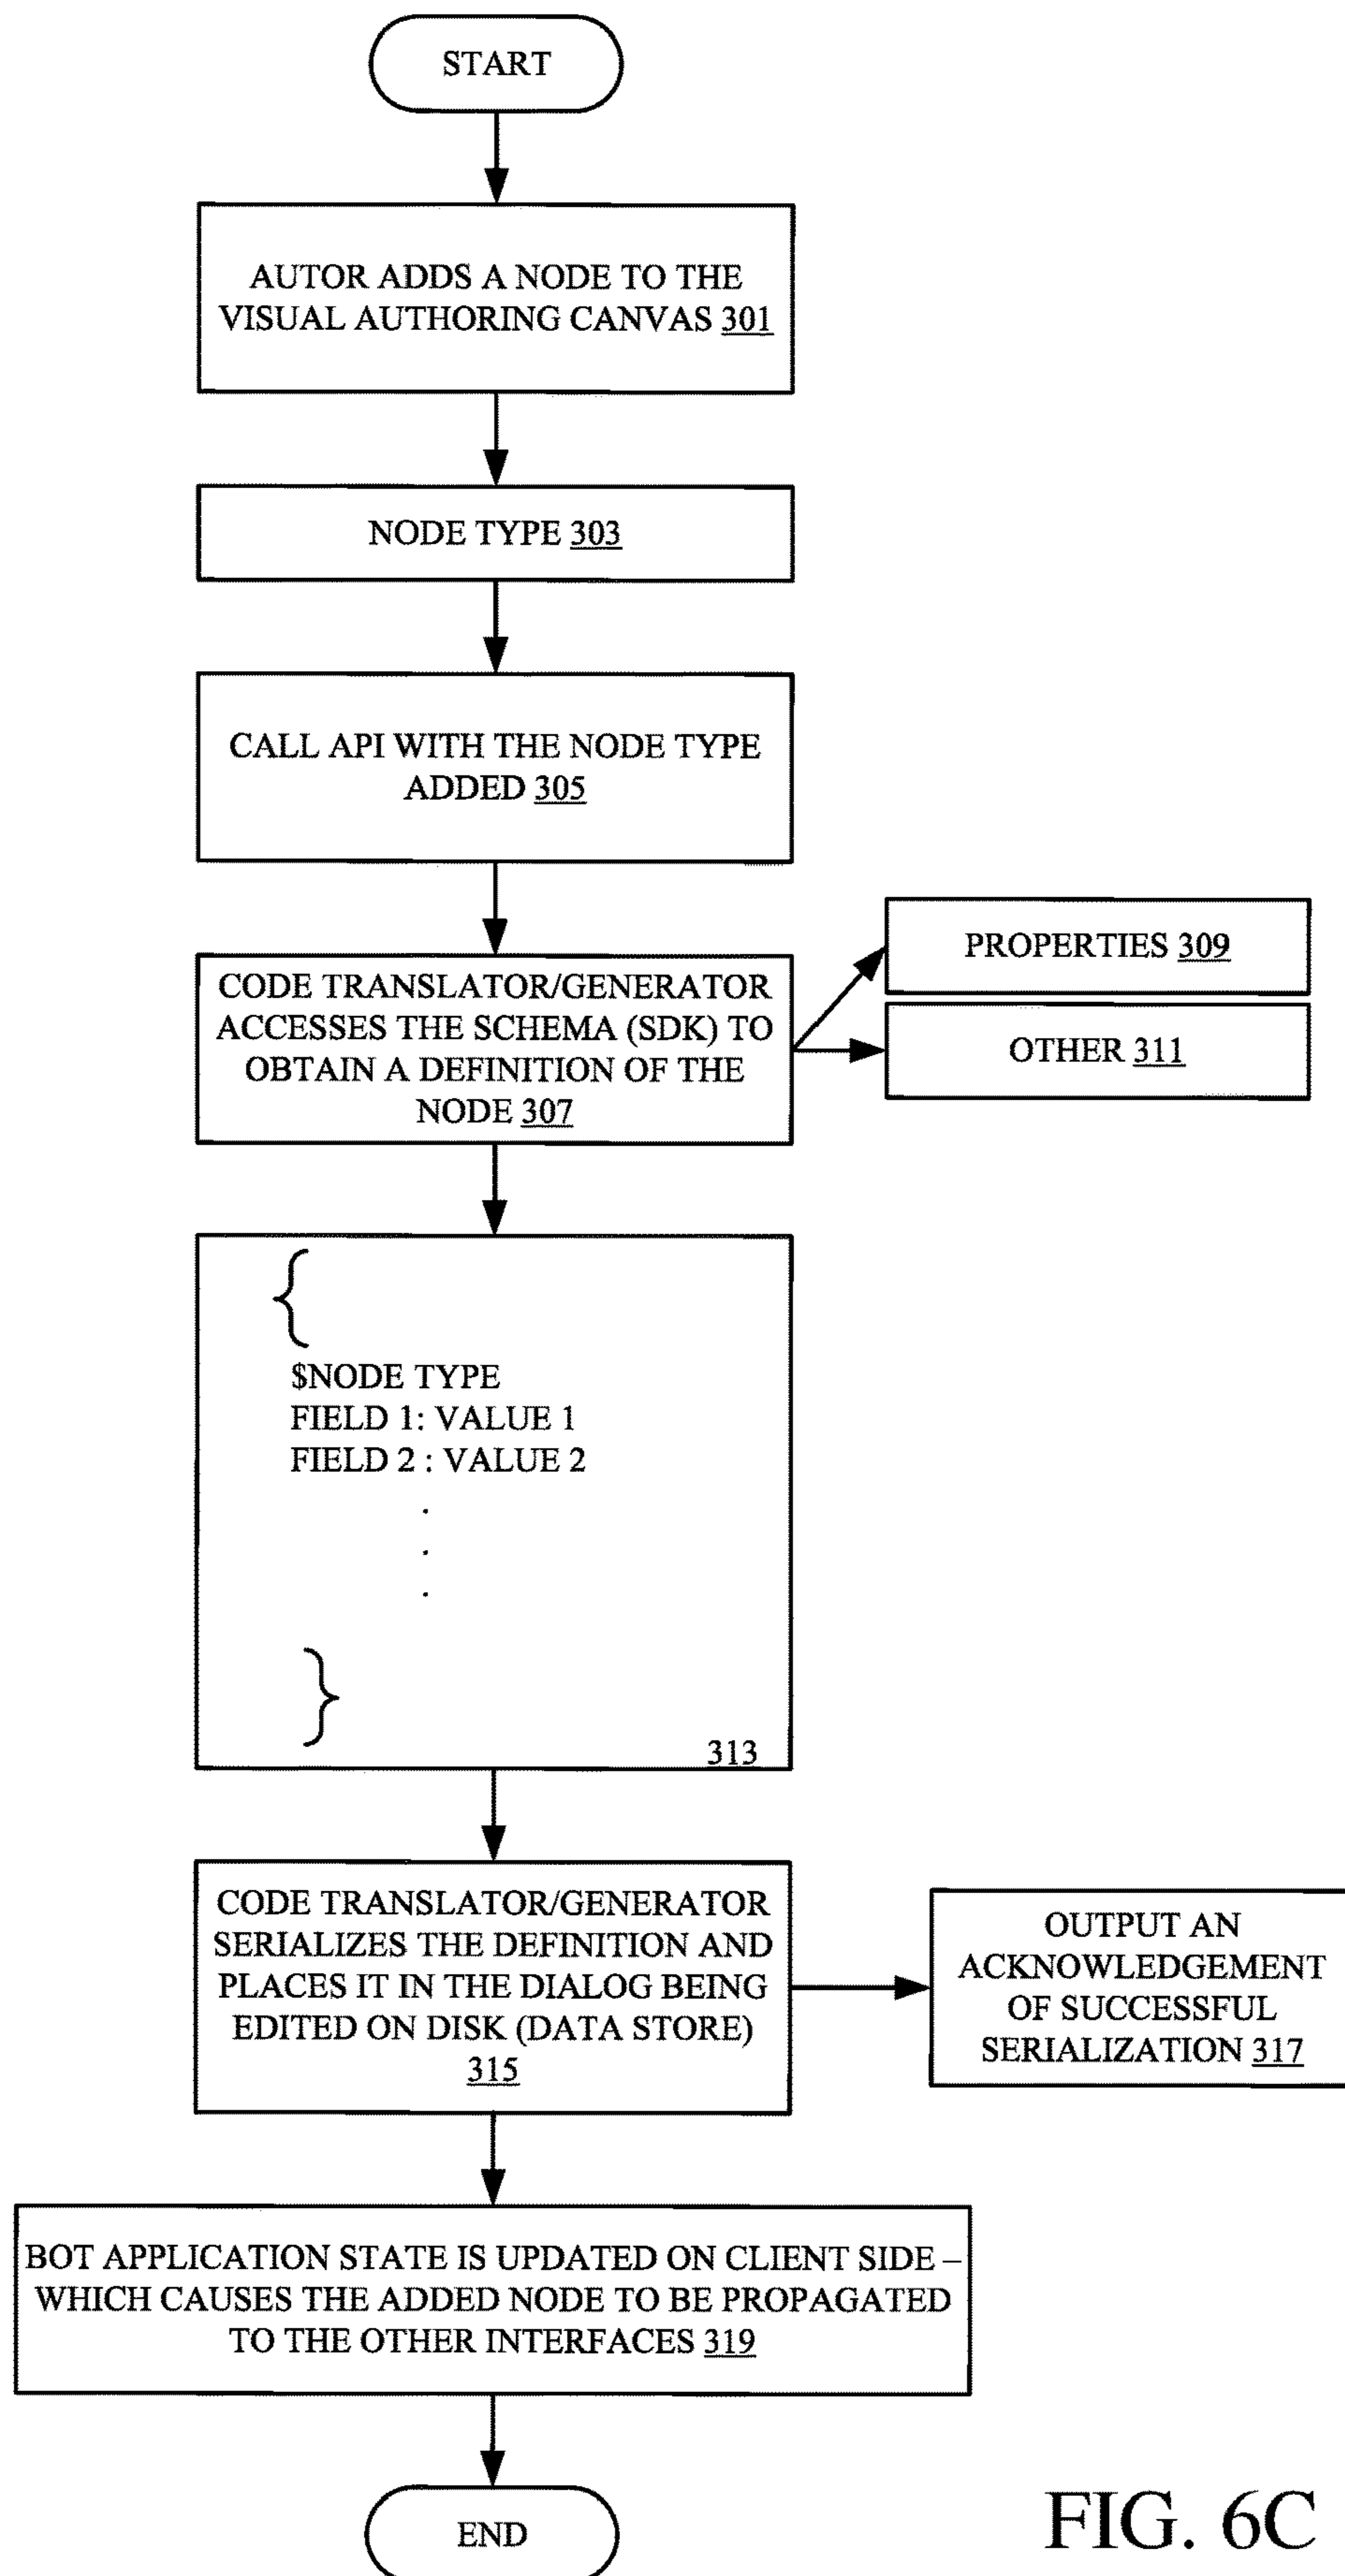 START
AUTOR ADDS A NODE TO THE
VISUAL AUTHORING CANVAS 301
NODE TYPE 303
CALL API WITH THE NODE TYPE
ADDED 305
CODE TRANSLATOR/GENERATOR
ACCESSES THE SCHEMA (SDK) TO
OBTAIN A DEFINITION OF THE
NODE 307
PROPERTIES 309
OTHER 311
{
$NODE TYPE
FIELD 1: VALUE 1
FIELD 2 : VALUE 2
.
.
.
}
313
CODE TRANSLATOR/GENERATOR
SERIALIZES THE DEFINITION AND
PLACES IT IN THE DIALOG BEING
EDITED ON DISK (DATA STORE)
315
OUTPUT AN
ACKNOWLEDGEMENT
OF SUCCESSFUL
SERIALIZATION 317
BOT APPLICATION STATE IS UPDATED ON CLIENT SIDE –
WHICH CAUSES THE ADDED NODE TO BE PROPAGATED
TO THE OTHER INTERFACES 319
END
FIG. 6C